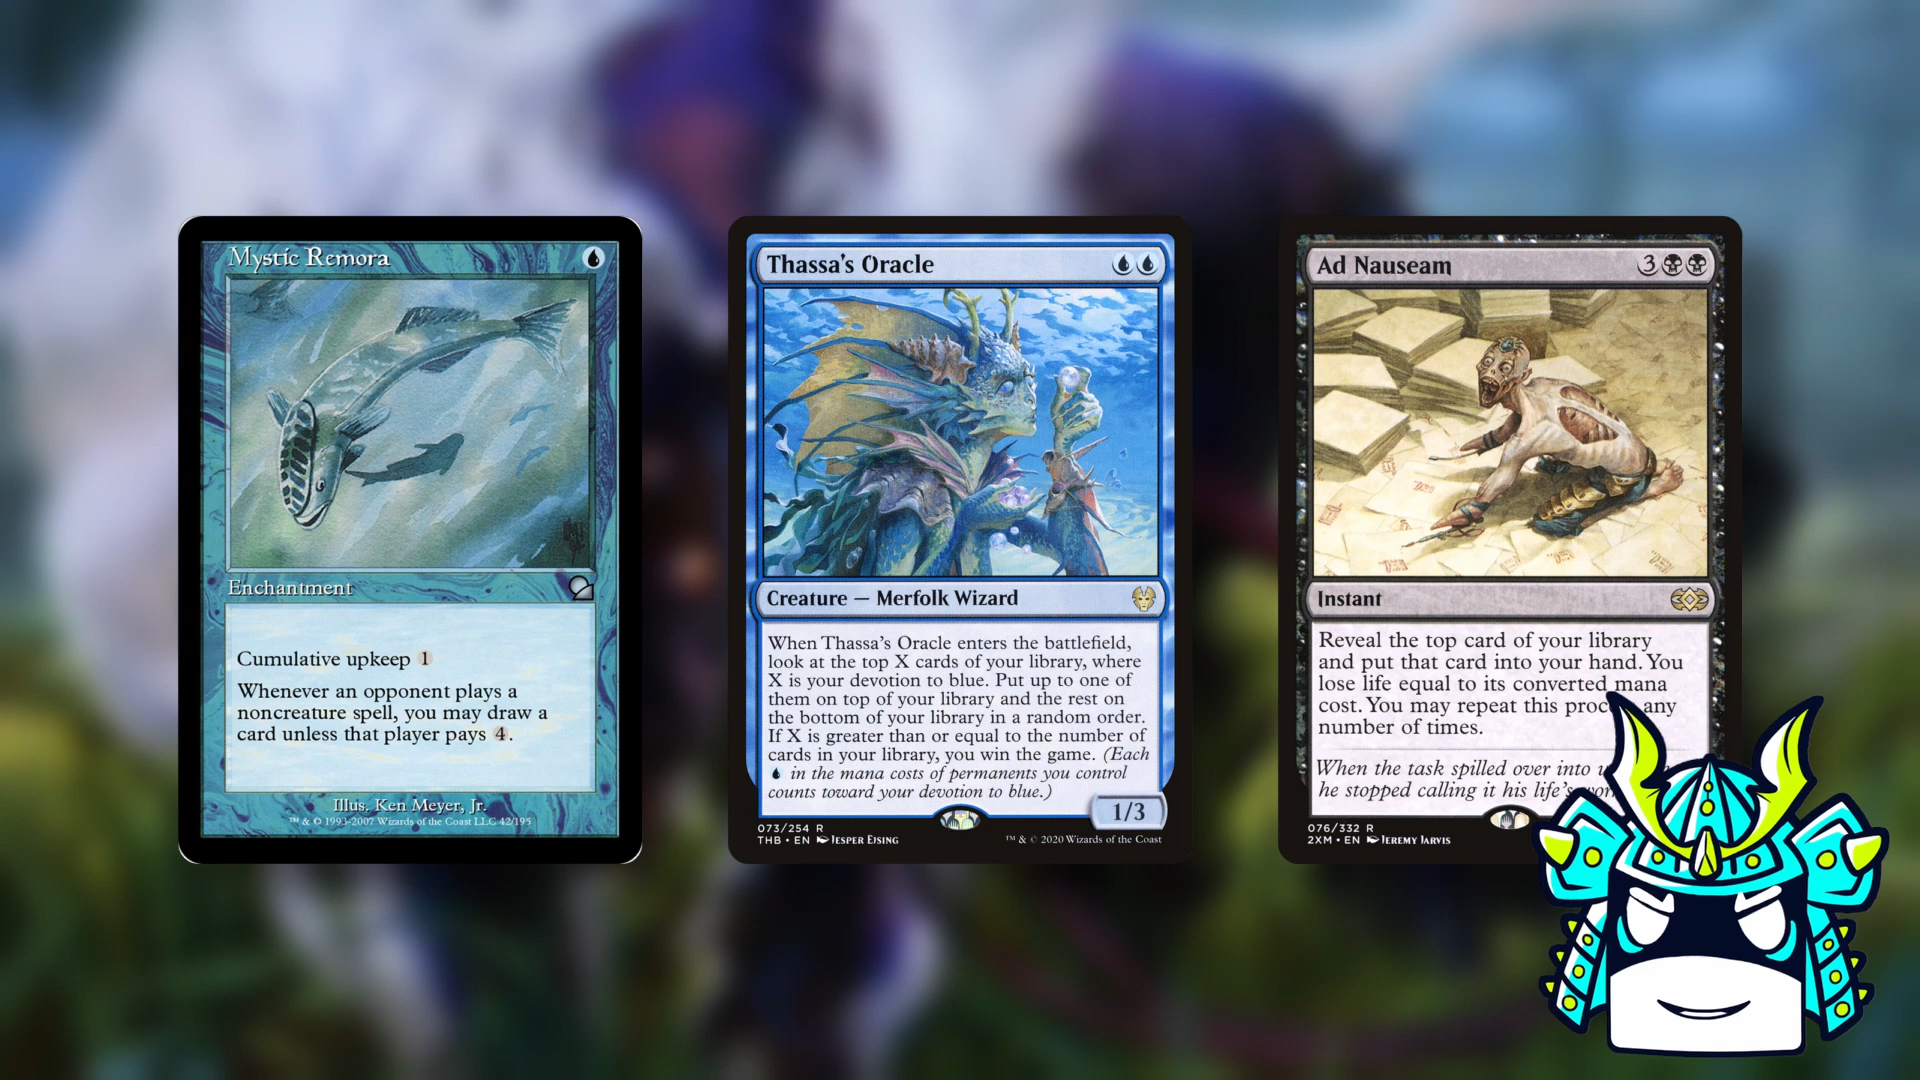 Mystic Remora
Enchantment
Cumulative upkeep 1
Whenever an opponent plays a
noncreature spell, you may draw a
card unless that player pays 4.
Illus. Ken Meyer, Jr.
™ & © 1993-2007 Wizards of the Coast LLC 42/195
Thassa's Oracle
Creature — Merfolk Wizard
When Thassa's Oracle enters the battlefield,
look at the top X cards of your library, where
X is your devotion to blue. Put up to one of
them on top of your library and the rest on
the bottom of your library in a random order.
If X is greater than or equal to the number of
cards in your library, you win the game. (Each
in the mana costs of permanents you control
counts toward your devotion to blue.)
1/3
073/254 R
THB • EN JESPER EJSING
™ & © 2020 Wizards of the Coast
Ad Nauseam
3
Instant
Reveal the top card of your library
and put that card into your hand. You
lose life equal to its converted mana
cost. You may repeat this any
number of times.
When the task spilled over into
he stopped calling it his life's
076/332 R
2XM • EN JEREMY JARVIS